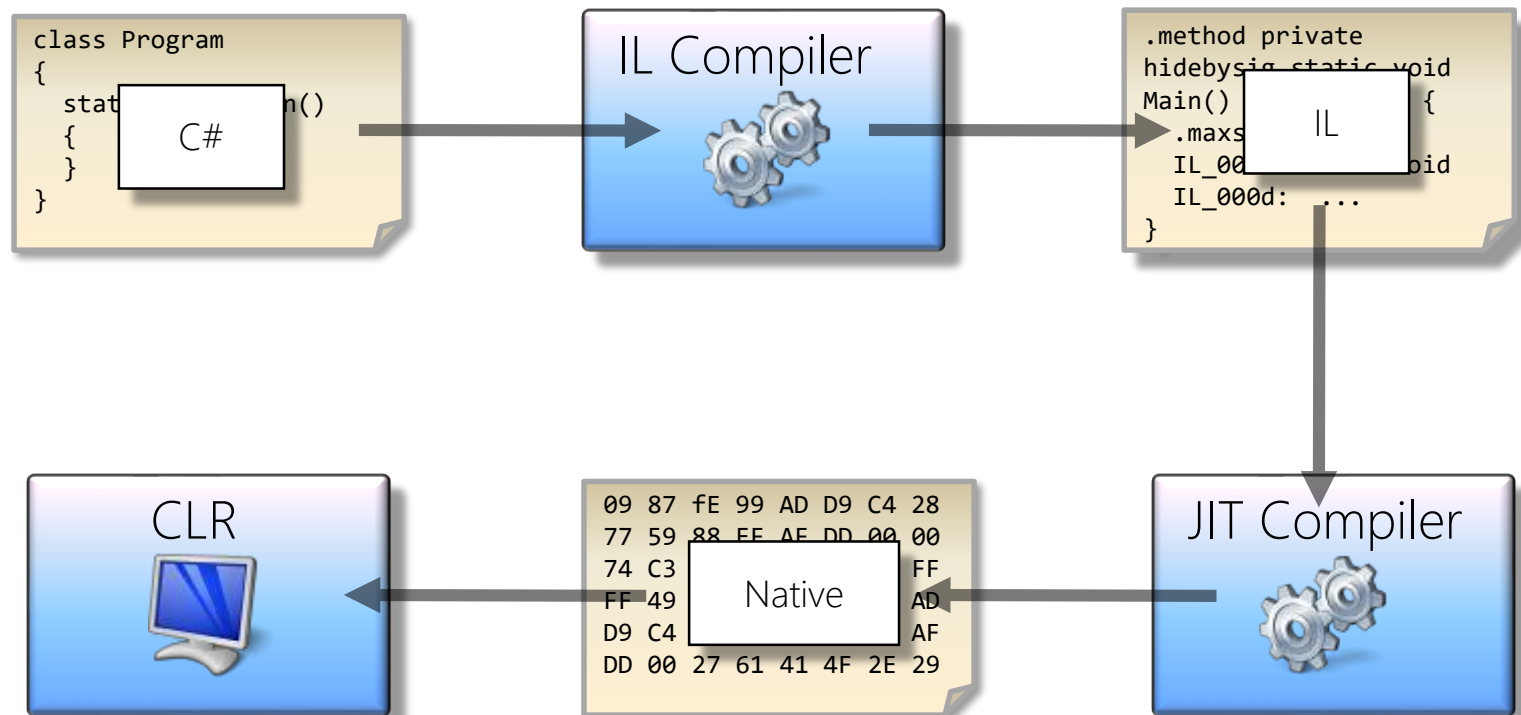 class Program
{
stat n()
{
}
}
C#
IL Compiler
.method private
hidebysig static void
Main() {
.maxs
IL_00 oid
IL_000d: ...
}
IL
JIT Compiler
09 87 fE 99 AD D9 C4 28
77 59 88 EF AF DD 00 00
74 C3 FF
FF 49 AD
D9 C4 AF
DD 00 27 61 41 4F 2E 29
Native
CLR